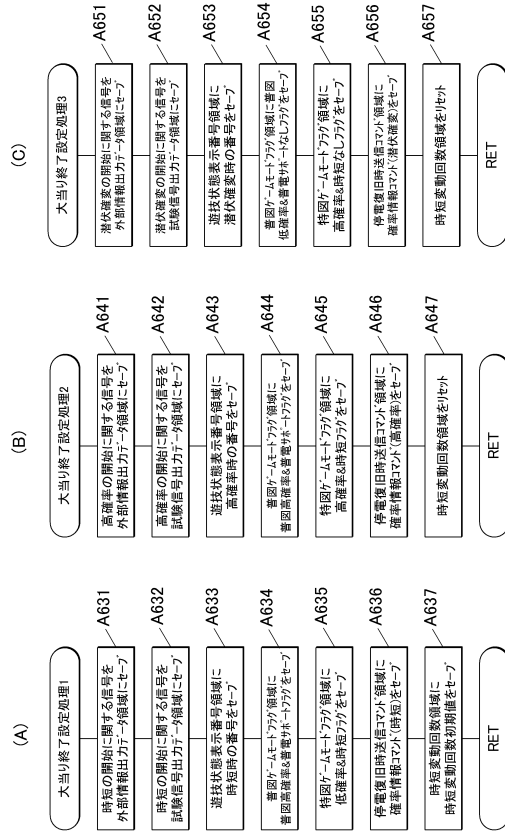 (A)
大当り終了設定処理1
時短の開始に関する信号を
外部情報出力データ領域にセーブ
A631
時短の開始に関する信号を
試験信号出力データ領域にセーブ
A632
遊技状態表示番号領域に
時短時の番号をセーブ
A633
普図ゲームモードフラグ領域に
普図高確率&普電サポートフラグをセーブ
A634
特図ゲームモードフラグ領域に
低確率&時短フラグをセーブ
A635
停電復旧時送信コマンド領域に
確率情報コマンド(時短)をセーブ
A636
時短変動回数領域に
時短変動回数初期値をセーブ
A637
RET
(B)
大当り終了設定処理2
高確率の開始に関する信号を
外部情報出力データ領域にセーブ
A641
高確率の開始に関する信号を
試験信号出力データ領域にセーブ
A642
遊技状態表示番号領域に
高確率時の番号をセーブ
A643
普図ゲームモードフラグ領域に
普図高確率&普電サポートフラグをセーブ
A644
特図ゲームモードフラグ領域に
高確率&時短フラグをセーブ
A645
停電復旧時送信コマンド領域に
確率情報コマンド(高確率)をセーブ
A646
時短変動回数領域をリセット
A647
RET
(C)
大当り終了設定処理3
潜伏確変の開始に関する信号を
外部情報出力データ領域にセーブ
A651
潜伏確変の開始に関する信号を
試験信号出力データ領域にセーブ
A652
遊技状態表示番号領域に
潜伏確変時の番号をセーブ
A653
普図ゲームモードフラグ領域に普図
低確率&普電サポートなしフラグをセーブ
A654
特図ゲームモードフラグ領域に
高確率&時短なしフラグをセーブ
A655
停電復旧時送信コマンド領域に
確率情報コマンド(潜伏確変)をセーブ
A656
時短変動回数領域をリセット
A657
RET